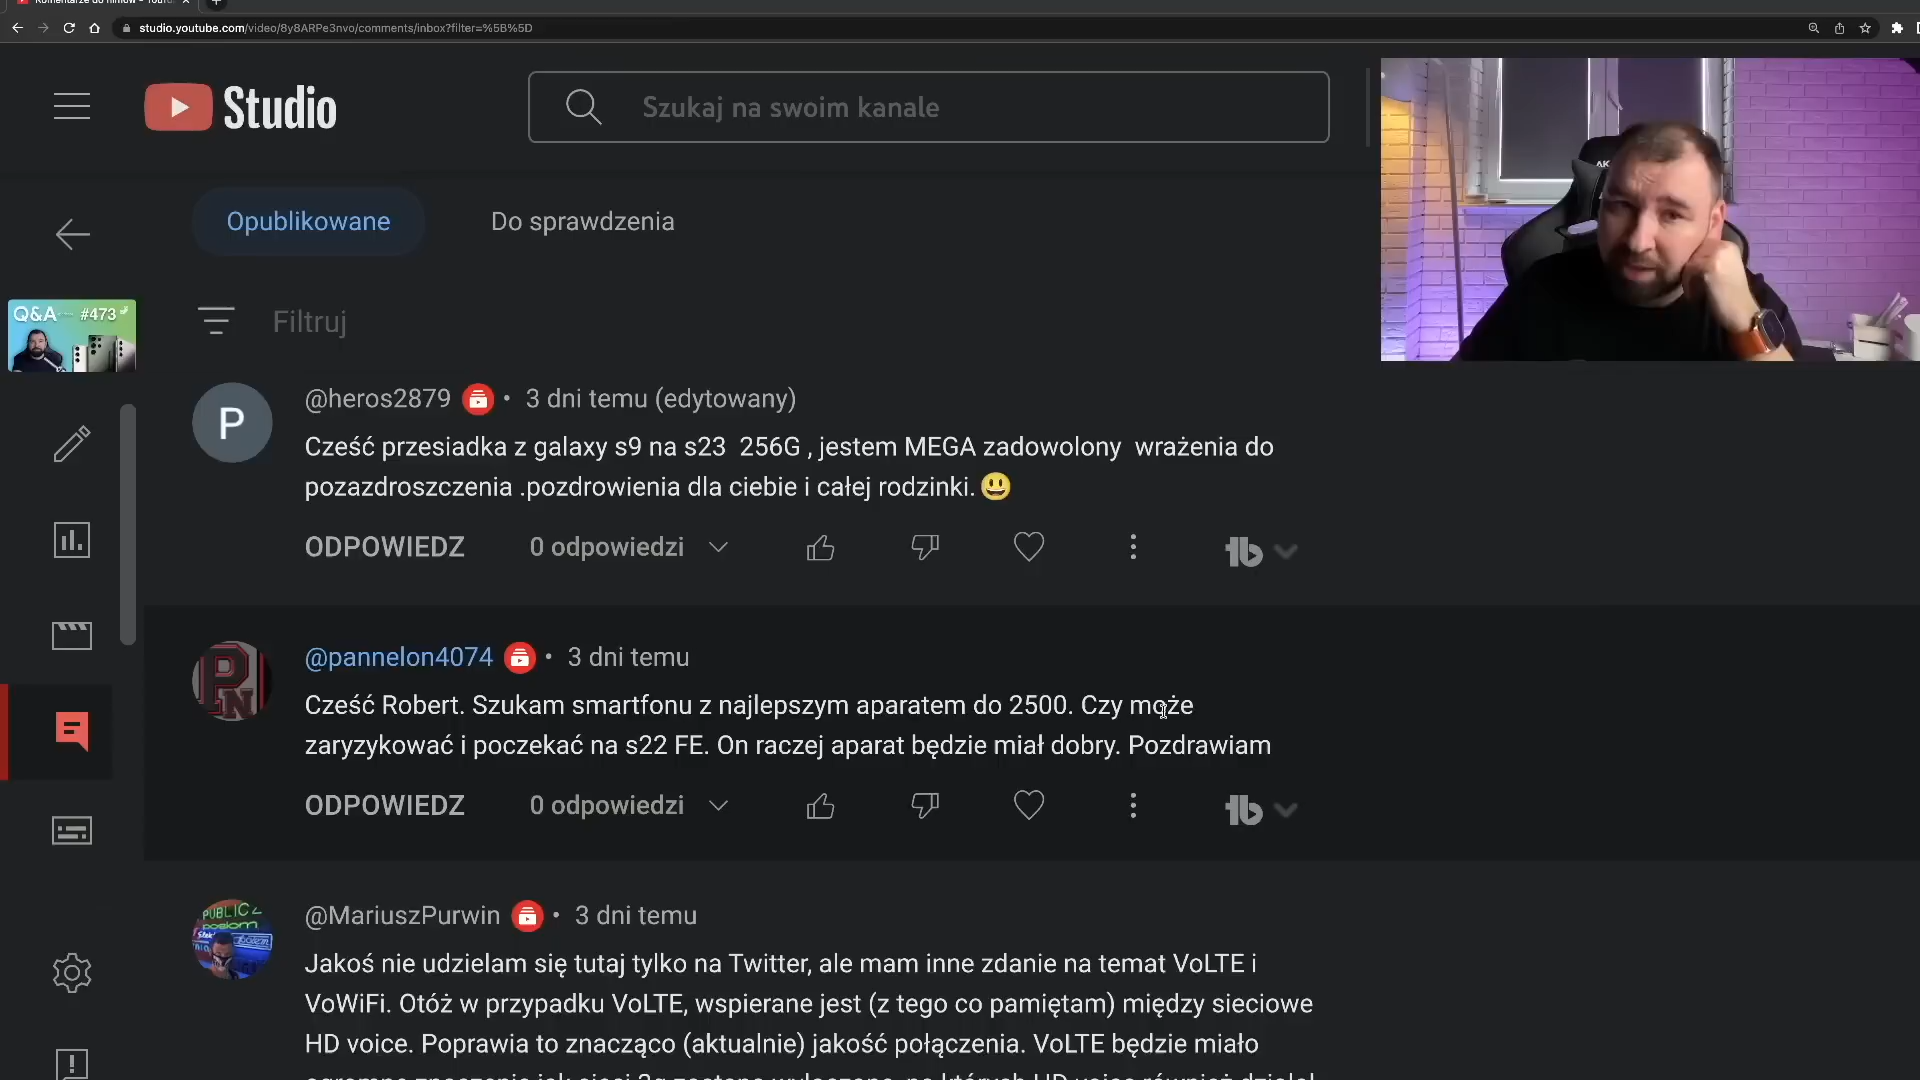 studio.youtube.com/video/8y8ARPe3nvo/comments/inbox?filter=%5B%5D
Studio
Szukaj na swoim kanale
Opublikowane
Do sprawdzenia
Q&A #473
Filtruj
P
@heros2879 • 3 dni temu (edytowany)
Cześć przesiadka z galaxy s9 na s23 256G , jestem MEGA zadowolony wrażenia do
pozazdroszczenia .pozdrowienia dla ciebie i całej rodzinki.
ODPOWIEDZ
0 odpowiedzi
PN
@pannelon4074 • 3 dni temu
Cześć Robert. Szukam smartfonu z najlepszym aparatem do 2500. Czy może
zaryzykować i poczekać na s22 FE. On raczej aparat będzie miał dobry. Pozdrawiam
ODPOWIEDZ
0 odpowiedzi
@MariuszPurwin • 3 dni temu
Jakoś nie udzielam się tutaj tylko na Twitter, ale mam inne zdanie na temat VoLTE i
VoWiFi. Otóż w przypadku VoLTE, wspierane jest (z tego co pamiętam) między sieciowe
HD voice. Poprawia to znacząco (aktualnie) jakość połączenia. VoLTE będzie miało